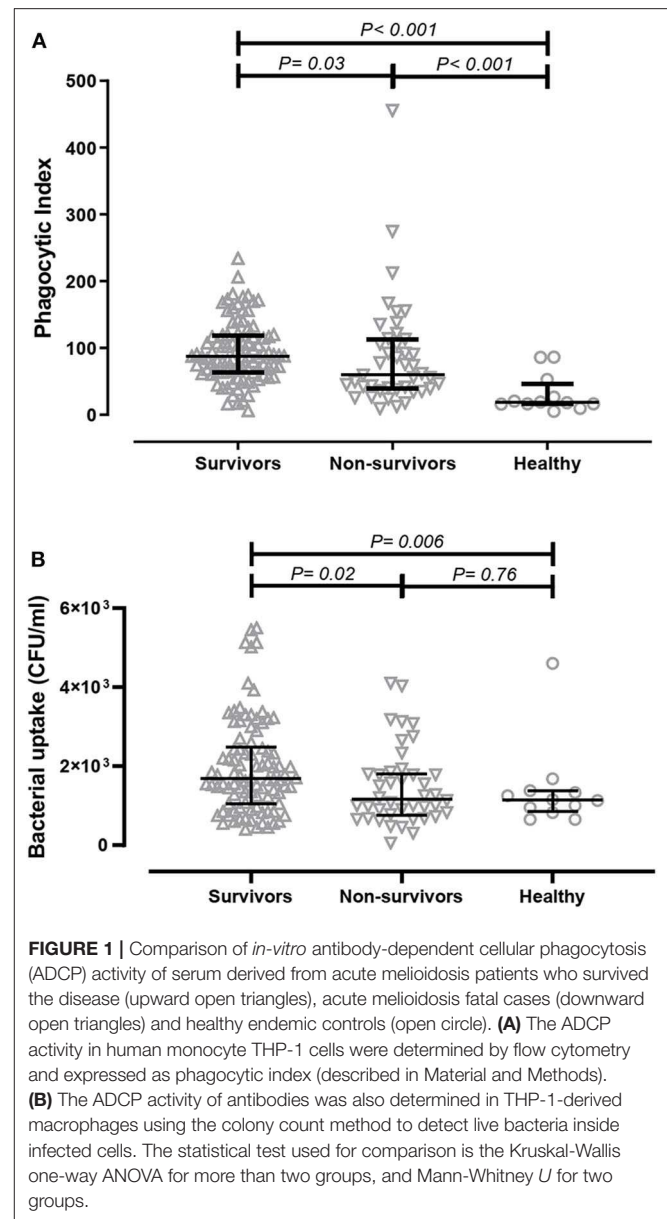 A
P< 0.001
P= 0.03
P< 0.001
Phagocytic Index
500
400
300
200
100
0
Survivors
Non-survivors
Healthy
B
P= 0.006
P= 0.02
P= 0.76
Bacterial uptake (CFU/ml)
6×10³
4×10³
2×10³
0
Survivors
Non-survivors
Healthy
FIGURE 1 | Comparison of in-vitro antibody-dependent cellular phagocytosis
(ADCP) activity of serum derived from acute melioidosis patients who survived
the disease (upward open triangles), acute melioidosis fatal cases (downward
open triangles) and healthy endemic controls (open circle). (A) The ADCP
activity in human monocyte THP-1 cells were determined by flow cytometry
and expressed as phagocytic index (described in Material and Methods).
(B) The ADCP activity of antibodies was also determined in THP-1-derived
macrophages using the colony count method to detect live bacteria inside
infected cells. The statistical test used for comparison is the Kruskal-Wallis
one-way ANOVA for more than two groups, and Mann-Whitney U for two
groups.